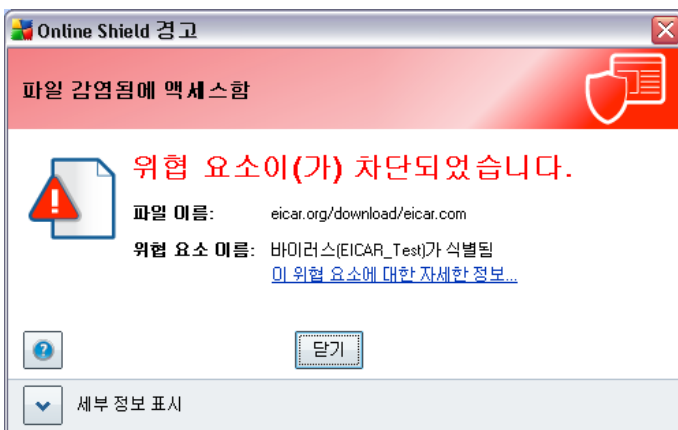 Online Shield 경고
파일 감염됨에 액세스함
위협 요소이(가) 차단되었습니다.
파일 이름: eicar.org/download/eicar.com
위협 요소 이름: 바이러스(EICAR_Test)가 식별됨
이 위협 요소에 대한 자세한 정보...
닫기
세부 정보 표시